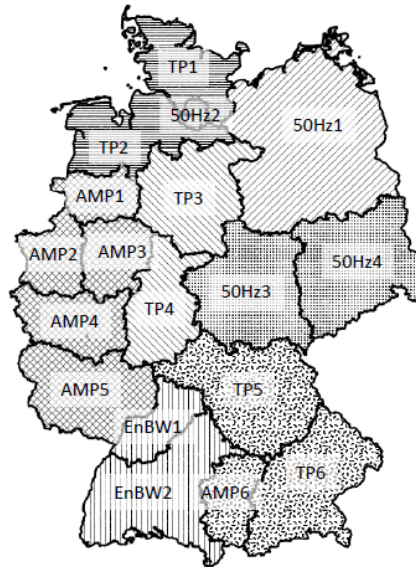 TP1
50Hz2
50Hz1
TP2
AMP1
TP3
AMP2
AMP3
50Hz4
50Hz3
TP4
AMP4
TP5
AMP5
EnBW1
TP6
EnBW2
AMP6